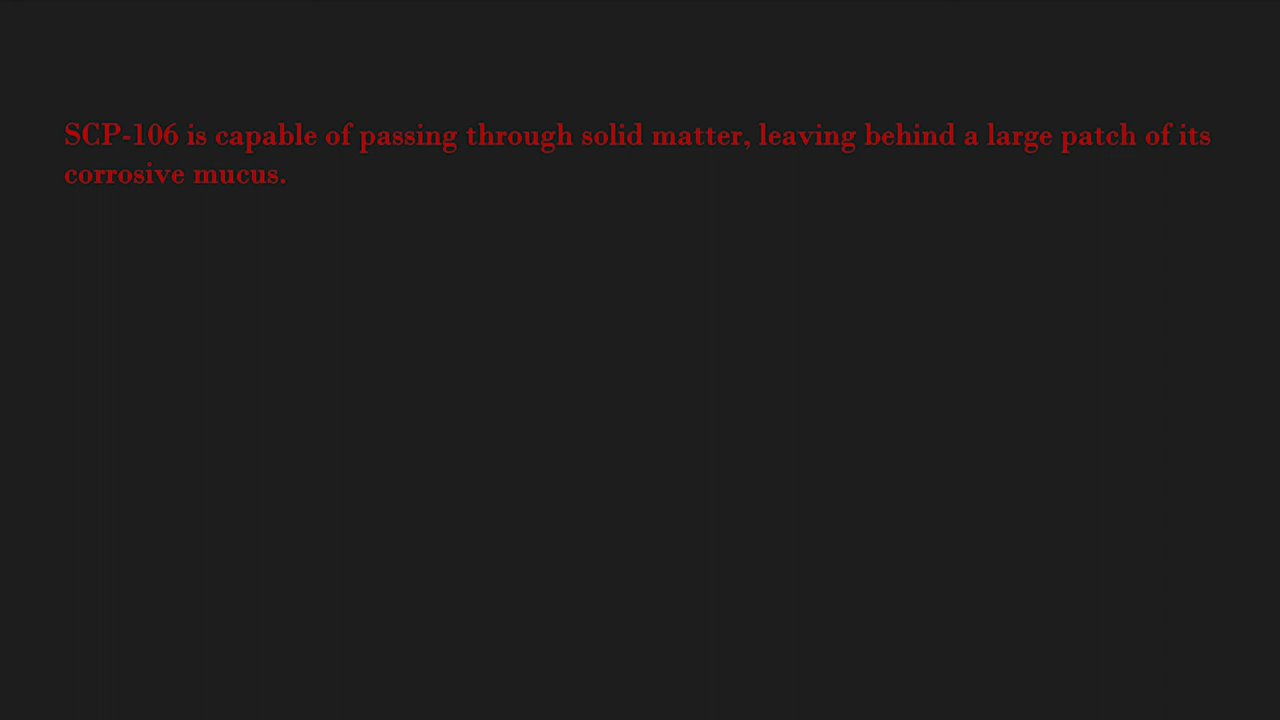 SCP-106 is capable of passing through solid matter, leaving behind a large patch of its
corrosive mucus.